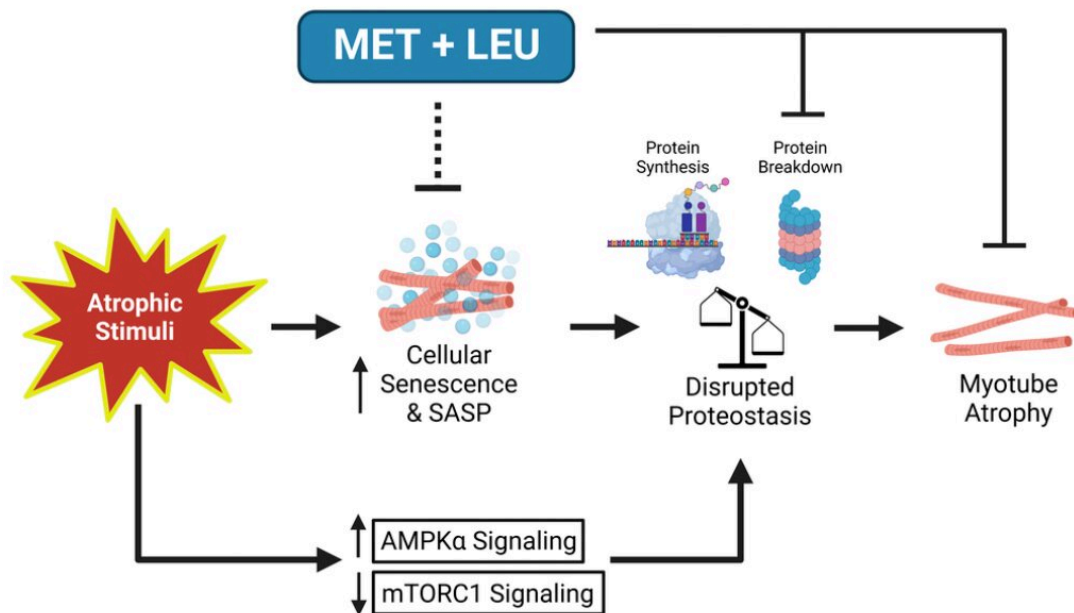 MET + LEU
Protein
Synthesis
Protein
Breakdown
Atrophic
Stimuli
Cellular
Senescence
& SASP
Disrupted
Proteostasis
Myotube
Atrophy
AMPKα Signaling
mTORC1 Signaling